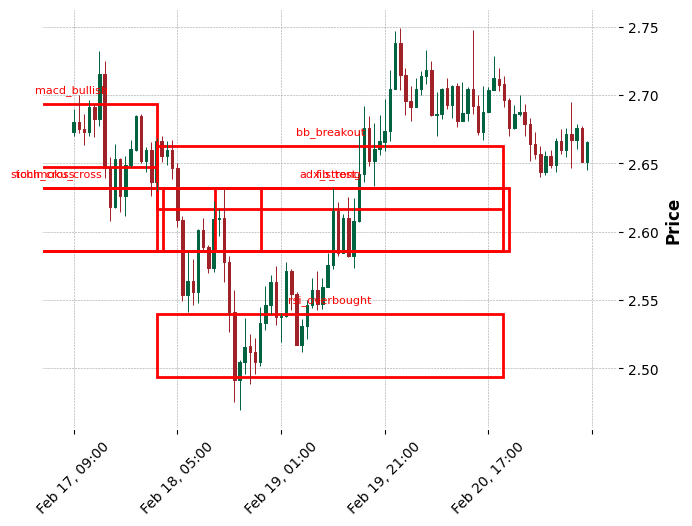 2.75
2.70
2.65
2.60
2.55
2.50
Price
macd_bullish
bb_breakout
stoch_cross
adx_strong
rsi_overbought
Feb 17, 09:00
Feb 18, 05:00
Feb 19, 01:00
Feb 19, 21:00
Feb 20, 17:00